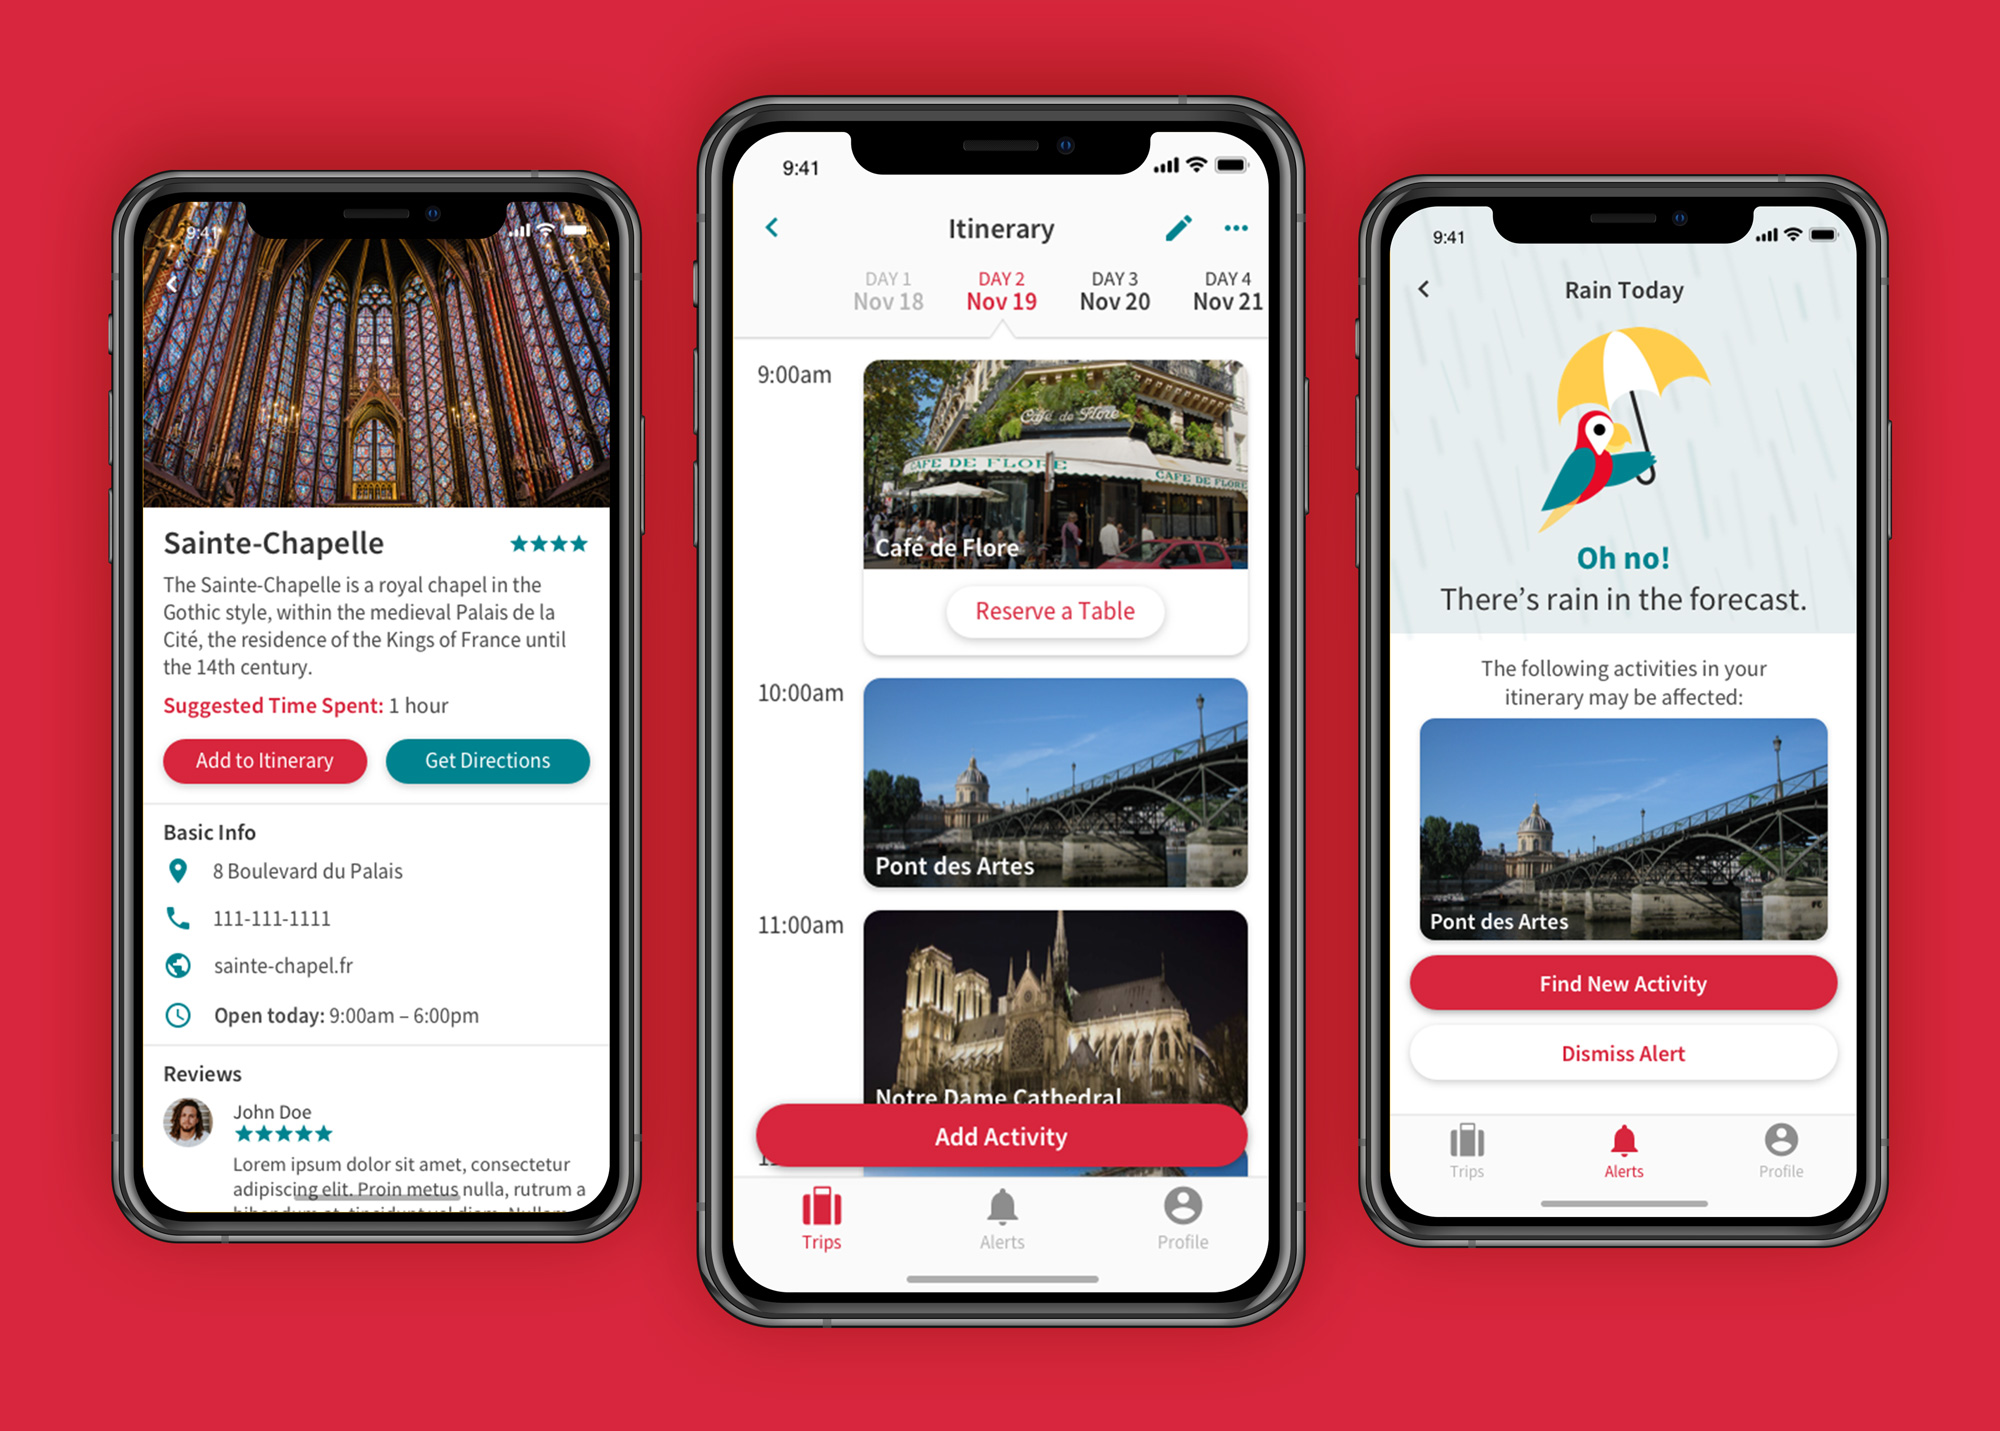 9:41
Sainte-Chapelle
The Sainte-Chapelle is a royal chapel in the
Gothic style, within the medieval Palais de la
Cité, the residence of the Kings of France until
the 14th century.
Suggested Time Spent: 1 hour
Add to Itinerary
Get Directions
Basic Info
8 Boulevard du Palais
111-111-1111
sainte-chapel.fr
Open today: 9:00am – 6:00pm
Reviews
John Doe
Lorem ipsum dolor sit amet, consectetur
adipiscing elit. Proin metus nulla, rutrum a
9:41
Itinerary
DAY 1
Nov 18
DAY 2
Nov 19
DAY 3
Nov 20
DAY 4
Nov 21
9:00am
Café de Flore
CAFE DE FLORE
CAFE DE FLORE
Café de Flore
Reserve a Table
10:00am
Pont des Artes
11:00am
Notre Dame Cathedral
Add Activity
Trips
Alerts
Profile
9:41
Rain Today
Oh no!
There's rain in the forecast.
The following activities in your
itinerary may be affected:
Pont des Artes
Find New Activity
Dismiss Alert
Trips
Alerts
Profile